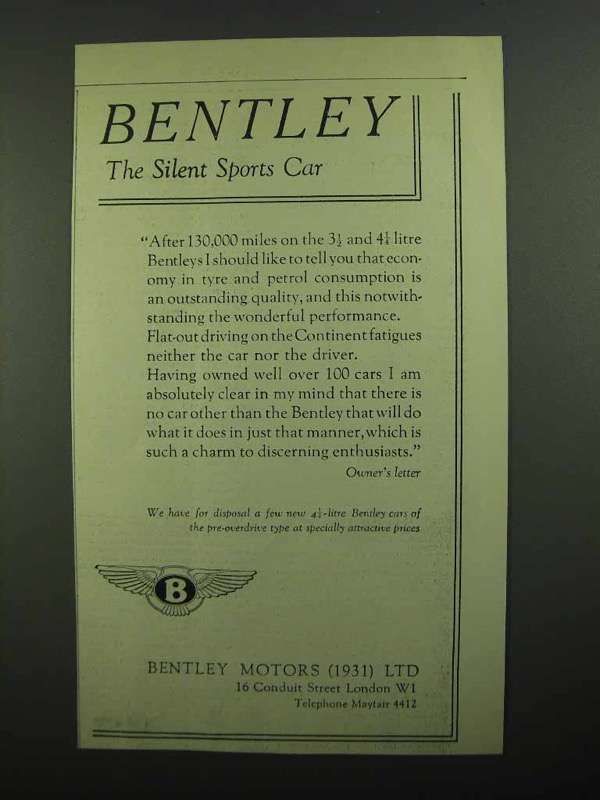 BENTLEY
The Silent Sports Car
"After 130,000 miles on the 3½ and 4¼ litre
Bentleys I should like to tell you that econ-
omy in tyre and petrol consumption is
an outstanding quality, and this notwith-
standing the wonderful performance.
Flat-out driving on the Continent fatigues
neither the car nor the driver.
Having owned well over 100 cars I am
absolutely clear in my mind that there is
no car other than the Bentley that will do
what it does in just that manner, which is
such a charm to discerning enthusiasts."
Owner's letter
We have for disposal a few new 4¼-litre Bentley cars of
the pre-overdrive type at specially attractive prices
B
BENTLEY MOTORS (1931) LTD
16 Conduit Street London W1
Telephone Mayfair 4412